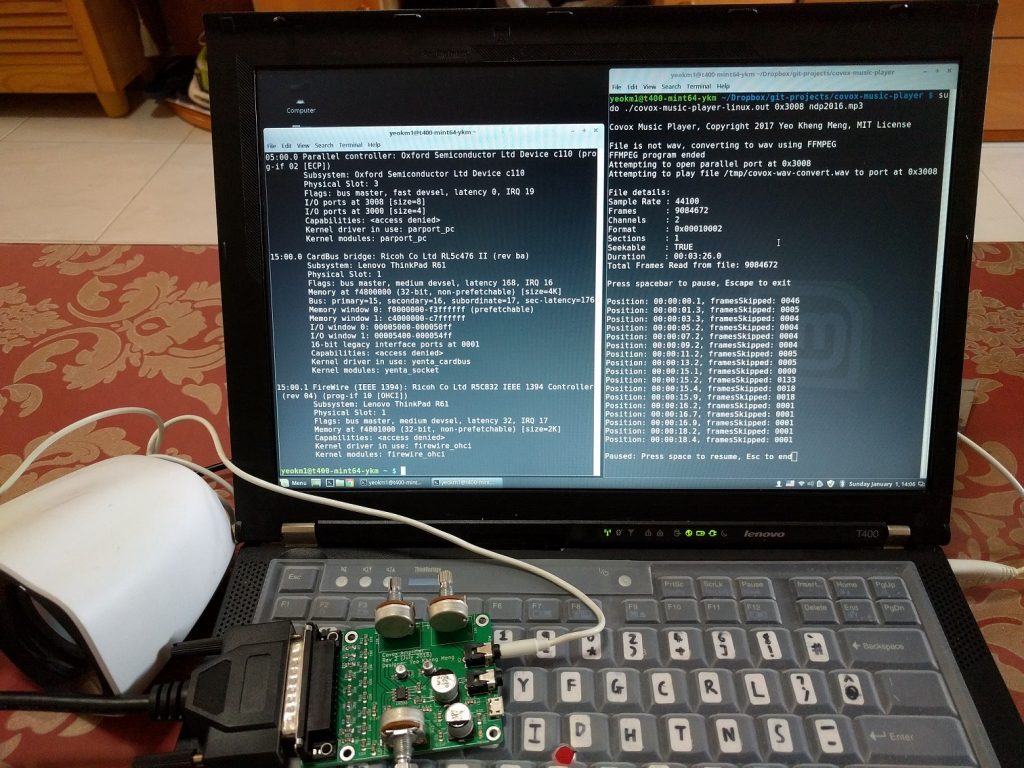 Computer
yeokm1@t400-mint64-ykm ~
File Edit View Search Terminal Help
05:00.0 Parallel controller: Oxford Semiconductor Ltd Device c110 (pro
g-if 02 [ECP])
Subsystem: Oxford Semiconductor Ltd Device c110
Physical Slot: 3
Flags: bus master, fast devsel, latency 0, IRQ 19
I/O ports at 3008 [size=8]
I/O ports at 3000 [size=4]
Capabilities: <access denied>
Kernel driver in use: parport_pc
Kernel modules: parport_pc
15:00.0 CardBus bridge: Ricoh Co Ltd RL5c476 II (rev ba)
Subsystem: Lenovo ThinkPad R61
Physical Slot: 1
Flags: bus master, medium devsel, latency 168, IRQ 16
Memory at f4800000 (32-bit, non-prefetchable) [size=4K]
Bus: primary=15, secondary=16, subordinate=17, sec-latency=176
Memory window 0: f0000000-f3ffffff (prefetchable)
Memory window 1: c4000000-c7ffffff
I/O window 0: 00005000-000050ff
I/O window 1: 00005400-000054ff
16-bit legacy interface ports at 0001
Capabilities: <access denied>
Kernel driver in use: yenta_cardbus
Kernel modules: yenta_socket
15:00.1 FireWire (IEEE 1394): Ricoh Co Ltd R5C832 IEEE 1394 Controller
(rev 04) (prog-if 10 [OHCI])
Subsystem: Lenovo ThinkPad R61
Physical Slot: 1
Flags: bus master, medium devsel, latency 32, IRQ 17
Memory at f4801000 (32-bit, non-prefetchable) [size=2K]
Capabilities: <access denied>
Kernel driver in use: firewire_ohci
Kernel modules: firewire_ohci
yeokm1@t400-mint64-ykm ~ $
yeokm1@t400-mint64-ykm ~/Dropbox/git-projects/covox-music-player
File Edit View Search Terminal Help
yeokm1@t400-mint64-ykm ~/Dropbox/git-projects/covox-music-player $ su
do ./covox-music-player-linux.out 0x3008 ndp2016.mp3
Covox Music Player, Copyright 2017 Yeo Kheng Meng, MIT License
File is not wav, converting to wav using FFMPEG
FFMPEG program ended
Attempting to open parallel port at 0x3008
Attempting to play file /tmp/covox-wav-convert.wav to port at 0x3008
File details:
Sample Rate : 44100
Frames : 9084672
Channels : 2
Format : 0x00010002
Sections : 1
Seekable : TRUE
Duration : 00:03:26.0
Total Frames Read from file: 9084672
Press spacebar to pause, Escape to exit
Position: 00:00:00.1, framesSkipped: 0046
Position: 00:00:01.3, framesSkipped: 0005
Position: 00:00:03.3, framesSkipped: 0004
Position: 00:00:05.2, framesSkipped: 0004
Position: 00:00:07.2, framesSkipped: 0004
Position: 00:00:09.2, framesSkipped: 0004
Position: 00:00:11.2, framesSkipped: 0005
Position: 00:00:13.2, framesSkipped: 0005
Position: 00:00:15.1, framesSkipped: 0000
Position: 00:00:15.2, framesSkipped: 0133
Position: 00:00:15.4, framesSkipped: 0018
Position: 00:00:15.9, framesSkipped: 0018
Position: 00:00:16.2, framesSkipped: 0001
Position: 00:00:16.7, framesSkipped: 0001
Position: 00:00:16.9, framesSkipped: 0001
Position: 00:00:18.2, framesSkipped: 0001
Position: 00:00:18.4, framesSkipped: 0001
Paused: Press space to resume, Esc to end
Menu
yeokm1@t400-mint...
yeokm1@t400-mint...
Sunday January 1, 14:06
lenovo
T400
Esc
ThinkVantage
PrtSc ScrLk Pause Insert Home PgUp
F1 F2 F6 F7 F8 F9 F10 F11 F12 Delete End PgDn
Backspace
Y F G C R L
I D H T N S
Enter
Covox Amplifier
Yeo Kheng Meng